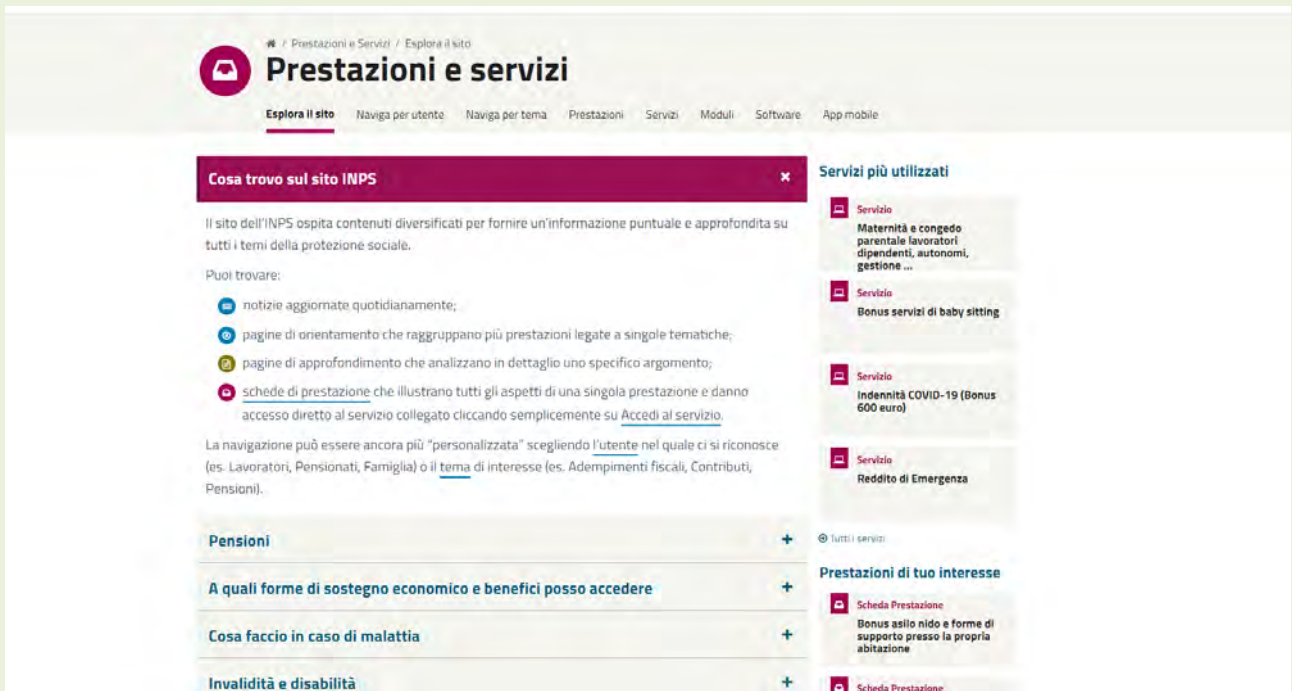 / Prestazioni e Servizi / Esplora il sito
Prestazioni e servizi
Esplora il sito Naviga per utente Naviga per tema Prestazioni Servizi Moduli Software App mobile
Cosa trovo sul sito INPS
Il sito dell'INPS ospita contenuti diversificati per fornire un'informazione puntuale e approfondita su
tutti i temi della protezione sociale.
Puoi trovare:
notizie aggiornate quotidianamente;
pagine di orientamento che raggruppano più prestazioni legate a singole tematiche;
pagine di approfondimento che analizzano in dettaglio uno specifico argomento;
schede di prestazione che illustrano tutti gli aspetti di una singola prestazione e danno
accesso diretto al servizio collegato cliccando semplicemente su Accedi al servizio.
La navigazione può essere ancora più "personalizzata" scegliendo l'utente nel quale ci si riconosce
(es. Lavoratori, Pensionati, Famiglia) o il tema di interesse (es. Adempimenti fiscali, Contributi,
Pensioni).
Pensioni
A quali forme di sostegno economico e benefici posso accedere
Cosa faccio in caso di malattia
Invalidità e disabilità
Servizi più utilizzati
Servizio
Maternità e congedo
parentale lavoratori
dipendenti, autonomi,
gestione ...
Servizio
Bonus servizi di baby sitting
Servizio
Indennità COVID-19 (Bonus
600 euro)
Servizio
Reddito di Emergenza
Tutti i servizi
Prestazioni di tuo interesse
Scheda Prestazione
Bonus asilo nido e forme di
supporto presso la propria
abitazione
Scheda Prestazione